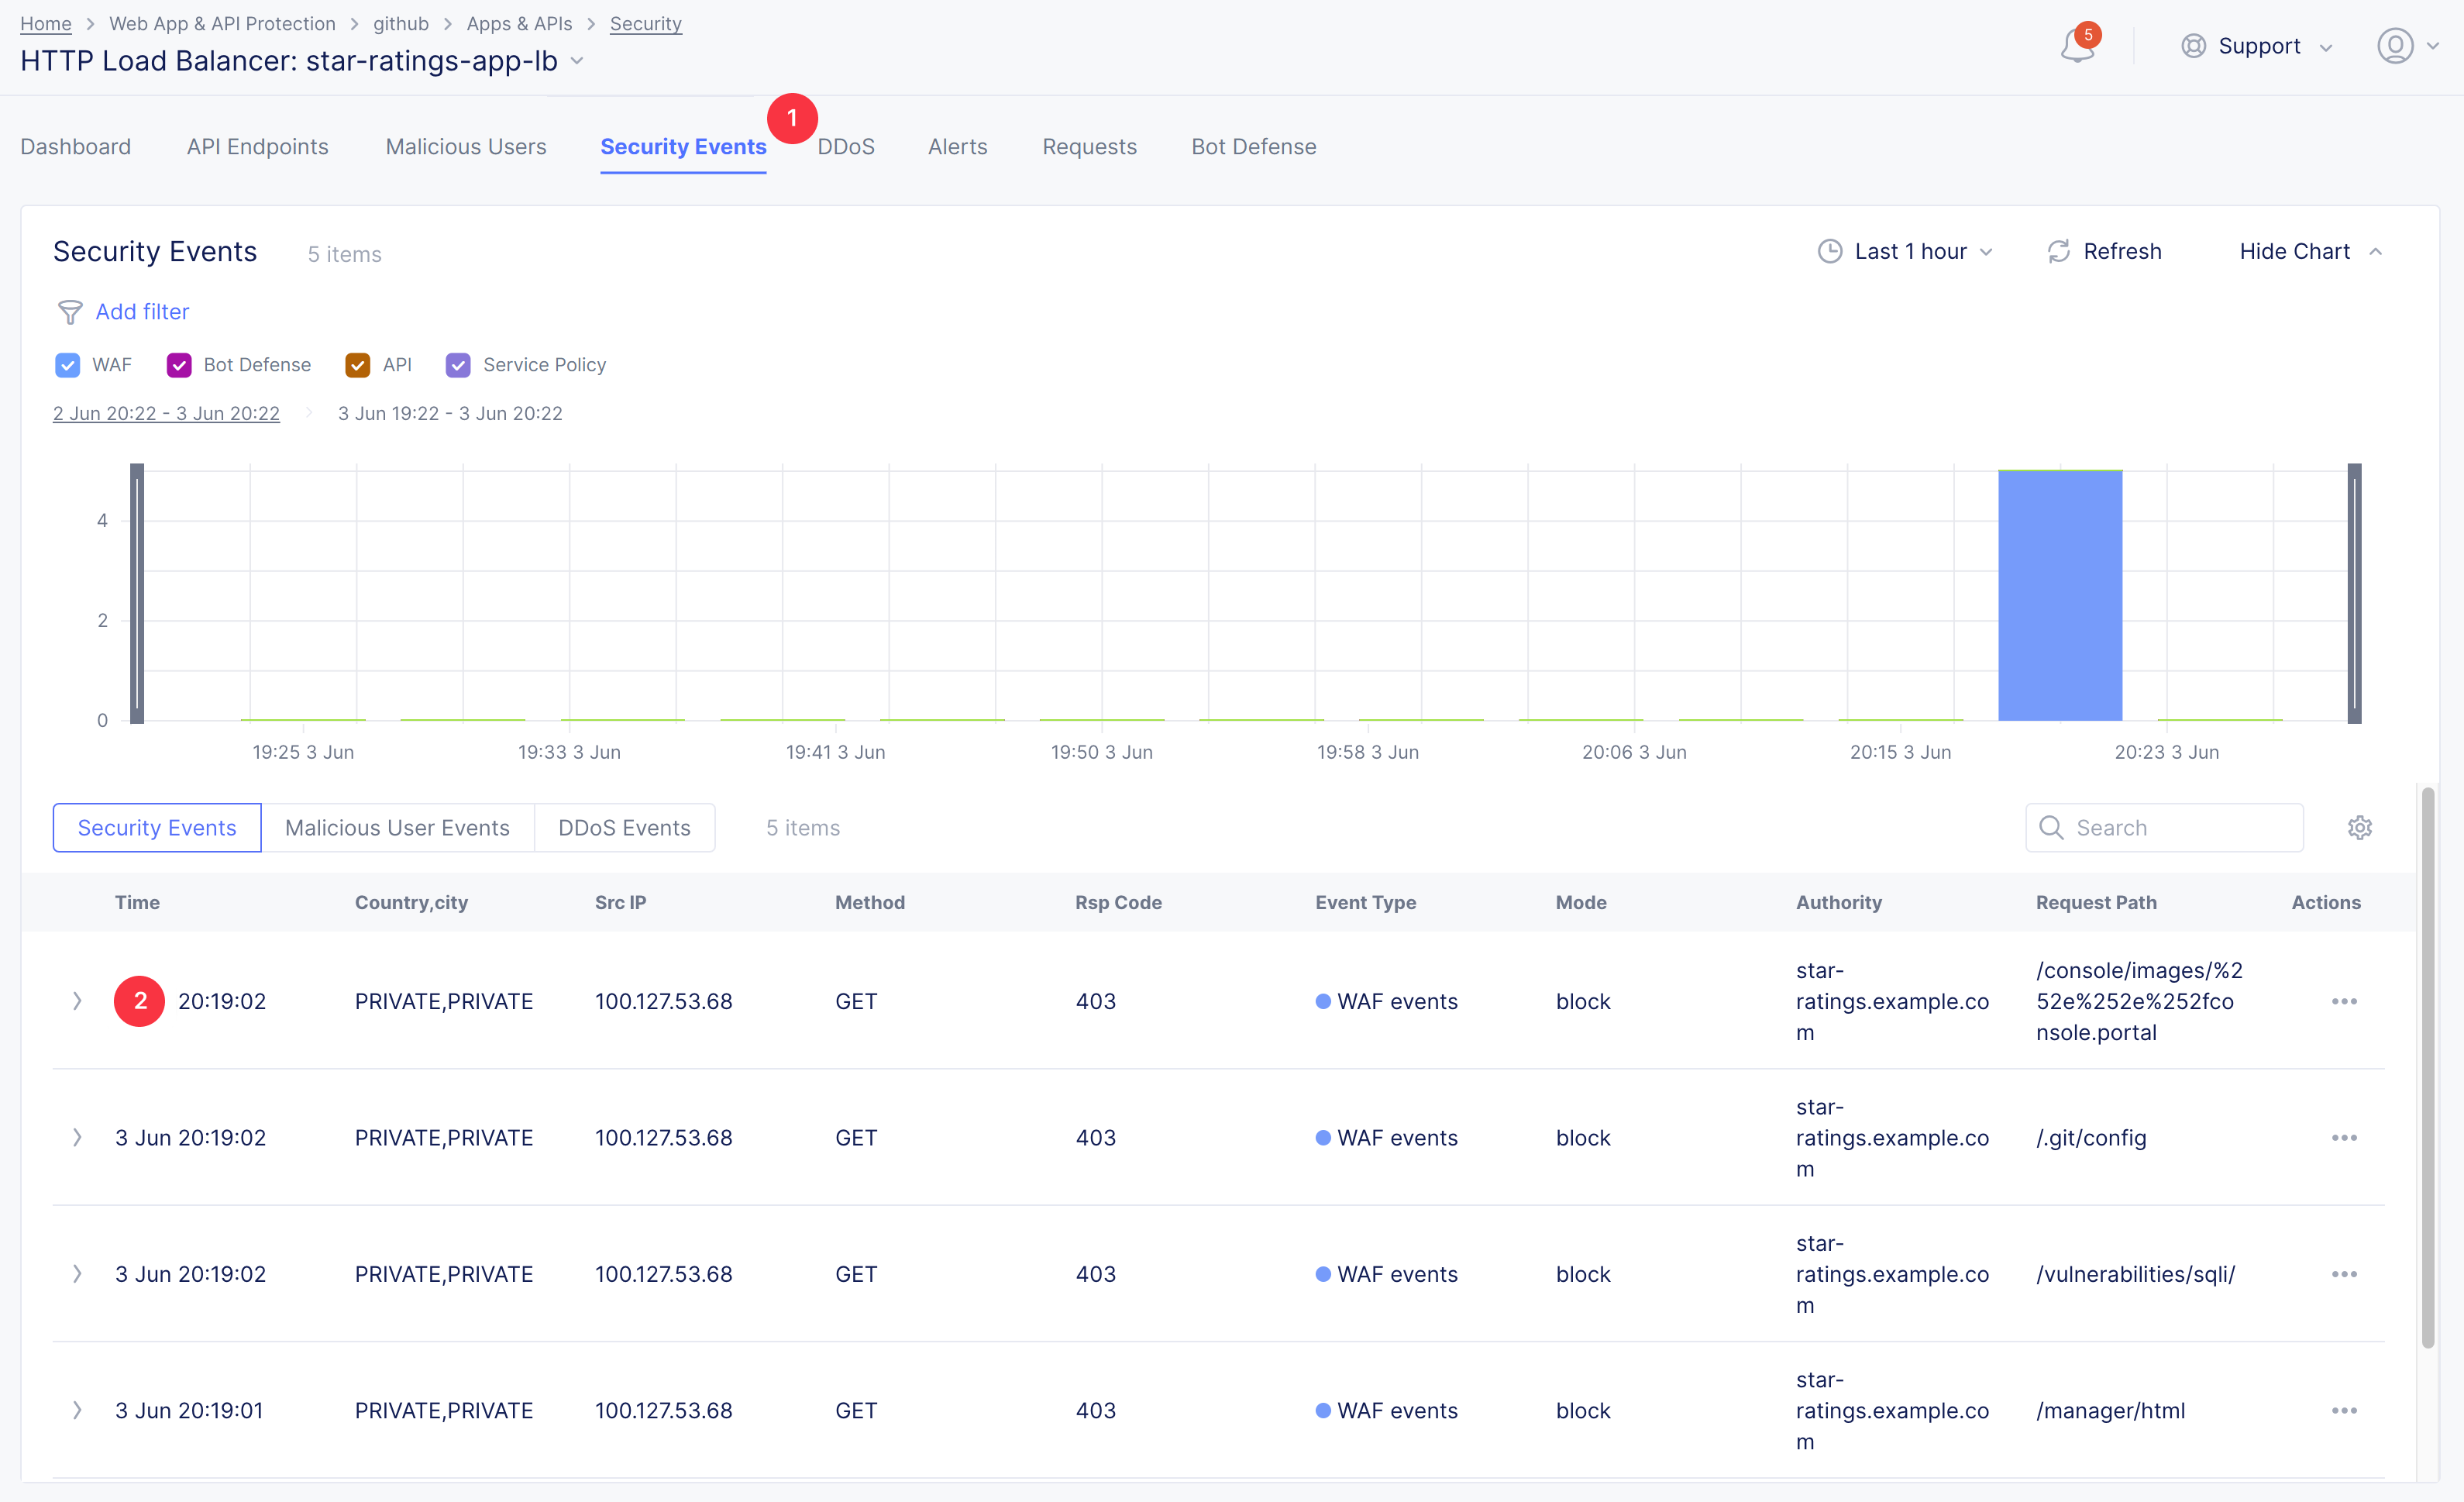 Home > Web App & API Protection > github > Apps & APIs > Security
HTTP Load Balancer: star-ratings-app-lb
5
Support
1
Dashboard API Endpoints Malicious Users Security Events DDoS Alerts Requests Bot Defense
Security Events 5 items Last 1 hour Refresh Hide Chart
Add filter
WAF Bot Defense API Service Policy
2 Jun 20:22 - 3 Jun 20:22 > 3 Jun 19:22 - 3 Jun 20:22
4
2
0
19:25 3 Jun 19:33 3 Jun 19:41 3 Jun 19:50 3 Jun 19:58 3 Jun 20:06 3 Jun 20:15 3 Jun 20:23 3 Jun
Security Events Malicious User Events DDoS Events 5 items Search
Time Country,city Src IP Method Rsp Code Event Type Mode Authority Request Path Actions
star- /console/images/%2
2 20:19:02 PRIVATE,PRIVATE 100.127.53.68 GET 403 WAF events block ratings.example.co 52e%252e%252fco
m nsole.portal
star-
3 Jun 20:19:02 PRIVATE,PRIVATE 100.127.53.68 GET 403 WAF events block ratings.example.co /.git/config
m
star-
3 Jun 20:19:02 PRIVATE,PRIVATE 100.127.53.68 GET 403 WAF events block ratings.example.co /vulnerabilities/sqli/
m
star-
3 Jun 20:19:01 PRIVATE,PRIVATE 100.127.53.68 GET 403 WAF events block ratings.example.co /manager/html
m